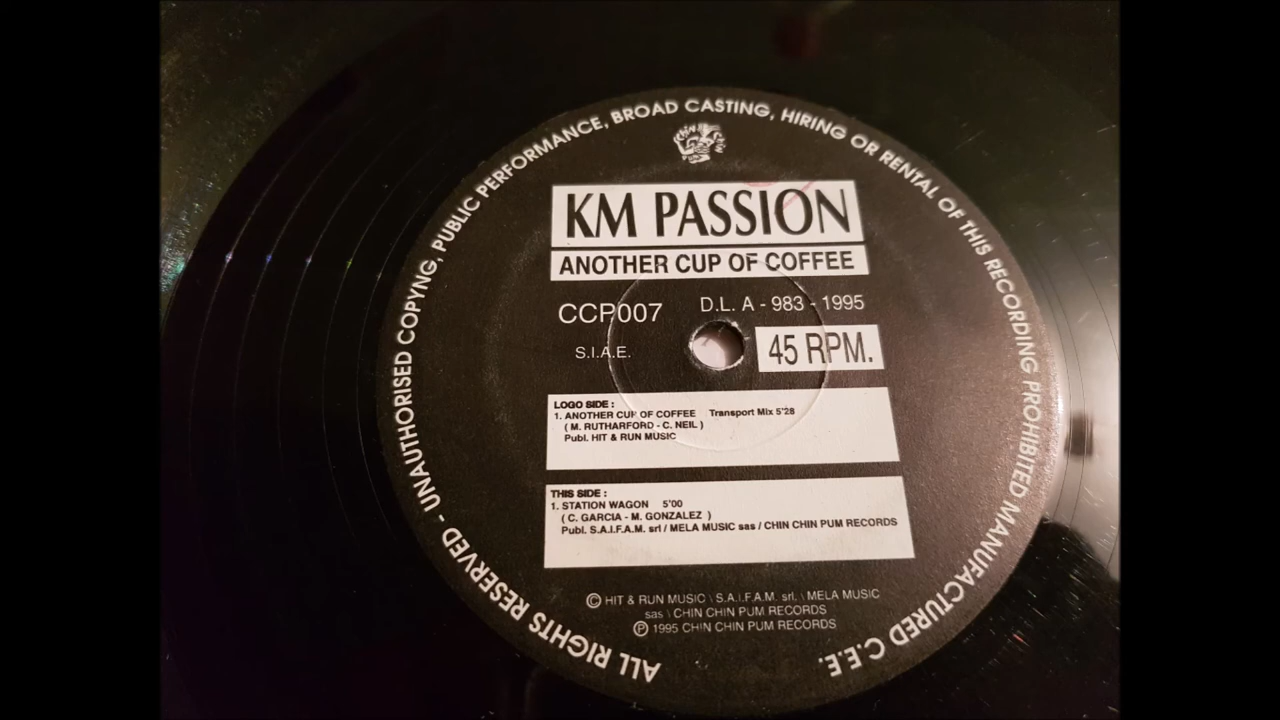 ALL RIGHTS RESERVED - UNAUTHORISED COPYNG, PUBLIC PERFORMANCE, BROAD CASTING, HIRING OR RENTAL OF THIS RECORDING PROHIBITED MANUFACTURED C.E.E.
KM PASSION
ANOTHER CUP OF COFFEE
CCP007 D.L. A - 983 - 1995
S.I.A.E.
45 RPM.
LOGO SIDE :
1. ANOTHER CUP OF COFFEE Transport Mix 5'28
( M. RUTHARFORD - C. NEIL )
Publ. HIT & RUN MUSIC
THIS SIDE :
1. STATION WAGON 5'00
( C. GARCIA - M. GONZALEZ )
Publ. S.A.I.F.A.M. srl / MELA MUSIC sas / CHIN CHIN PUM RECORDS
© HIT & RUN MUSIC \ S.A.I.F.A.M. srl. \ MELA MUSIC
sas \ CHIN CHIN PUM RECORDS
℗ 1995 CHIN CHIN PUM RECORDS